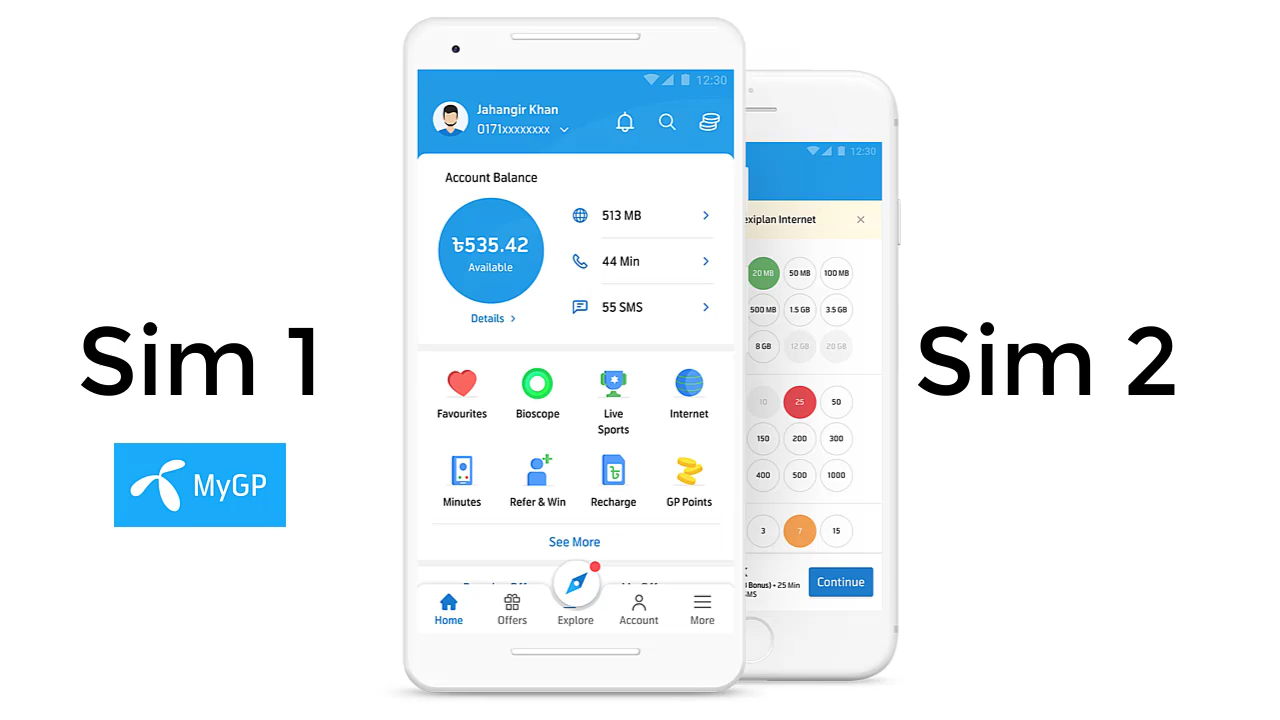 Sim 1
MyGP
12:30
Jahangir Khan
0171xxxxxxxx
Account Balance
৳535.42
Available
Details
513 MB
44 Min
55 SMS
Favourites
Bioscope
Live
Sports
Internet
Minutes
Refer & Win
Recharge
GP Points
See More
Home
Offers
Explore
Account
More
12:30
exiplan Internet
20 MB 50 MB 100 MB
500 MB 1.5 GB 3.5 GB
8 GB 12 GB 20 GB
10 25 50
150 200 300
400 500 1000
3 7 15
Bonus) + 25 Min
Continue
Sim 2